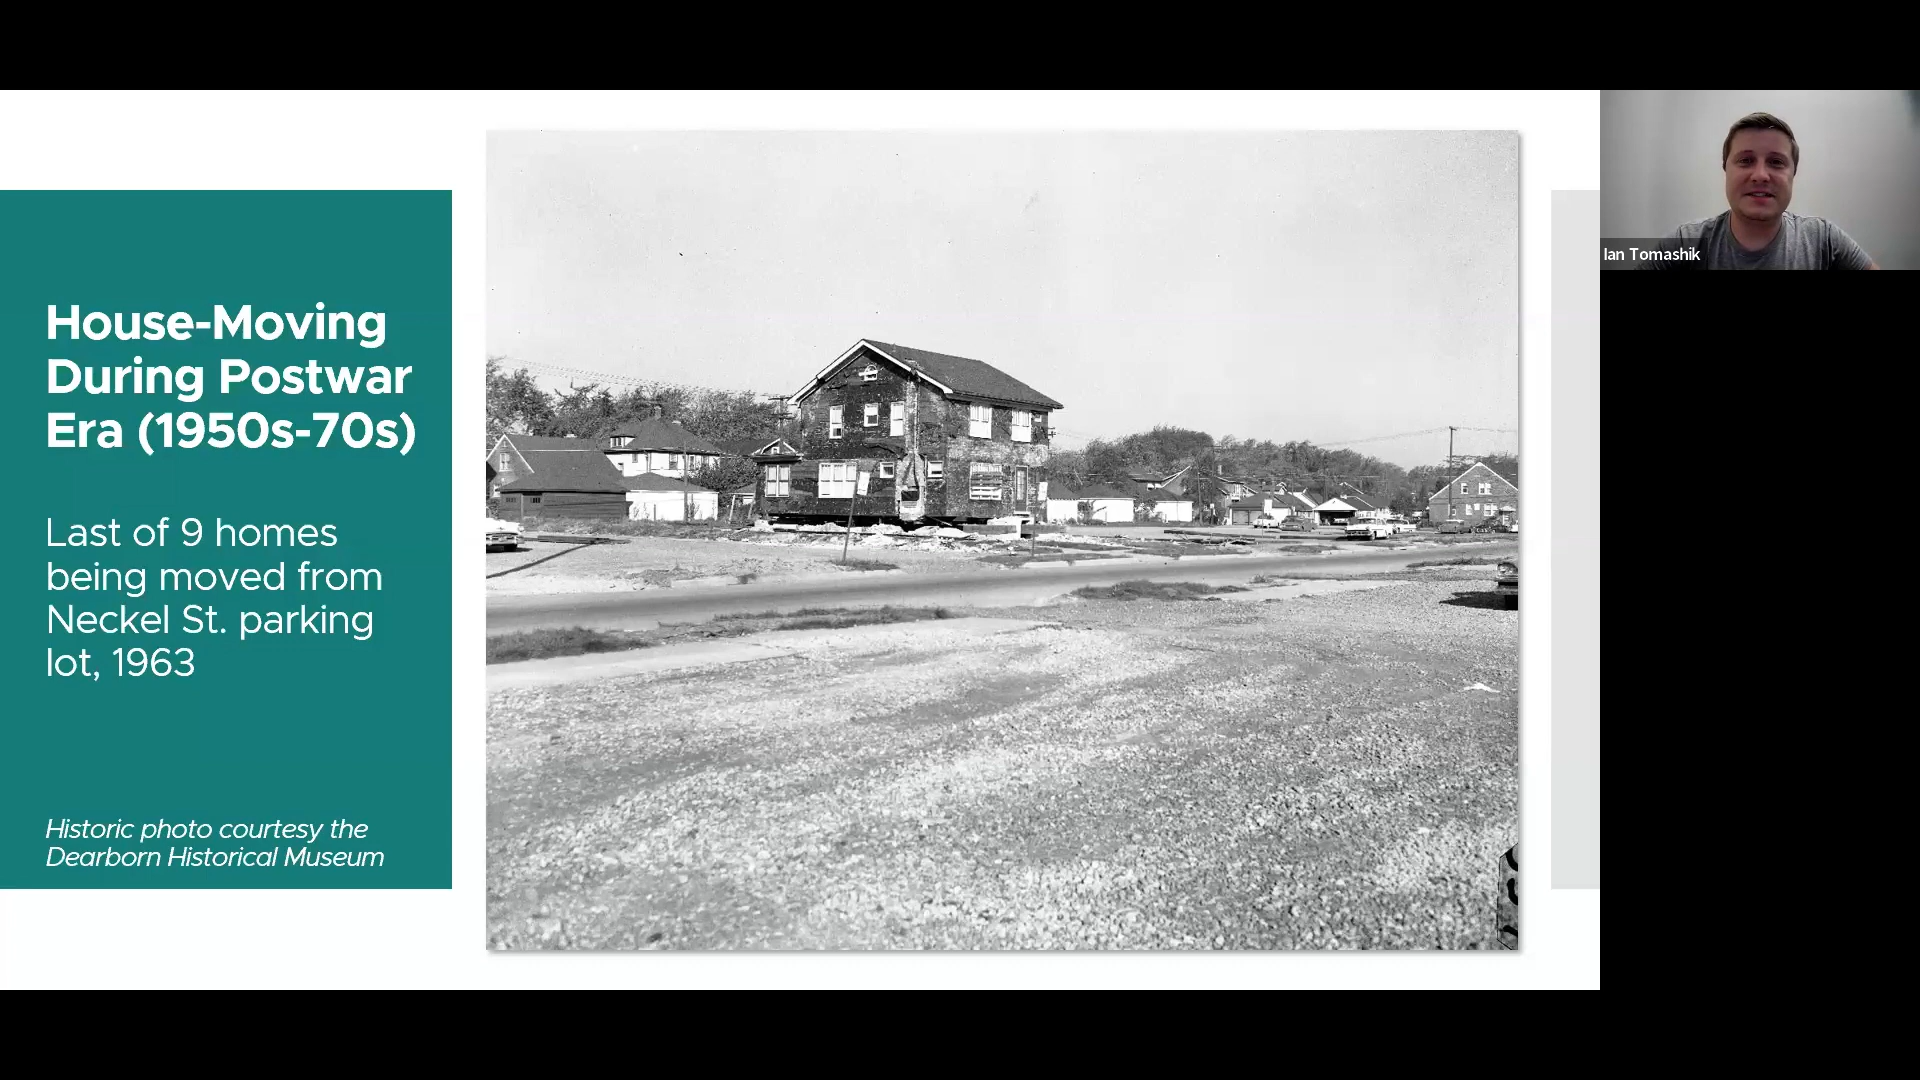 House-Moving
During Postwar
Era (1950s-70s)
Last of 9 homes
being moved from
Neckel St. parking
lot, 1963
Historic photo courtesy the
Dearborn Historical Museum
Ian Tomashik